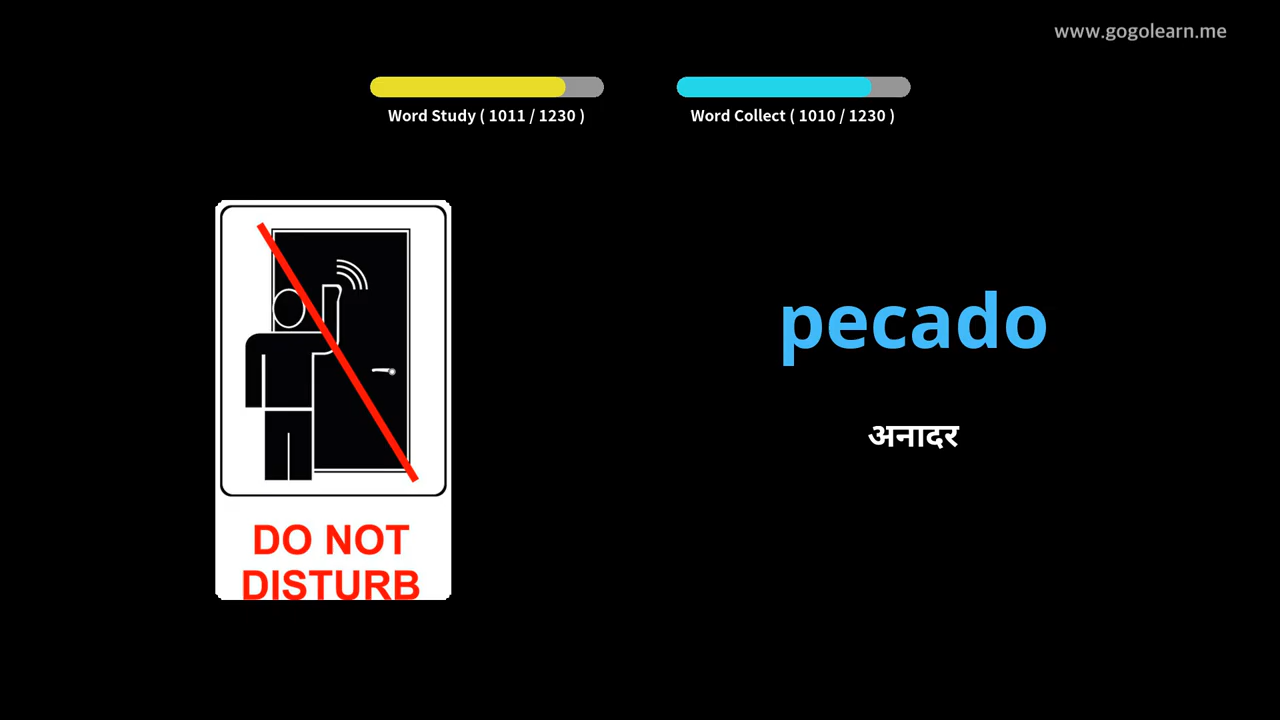 www.gogolearn.me
Word Study ( 1011 / 1230 )
Word Collect ( 1010 / 1230 )
pecado
अनादर
DO NOT
DISTURB